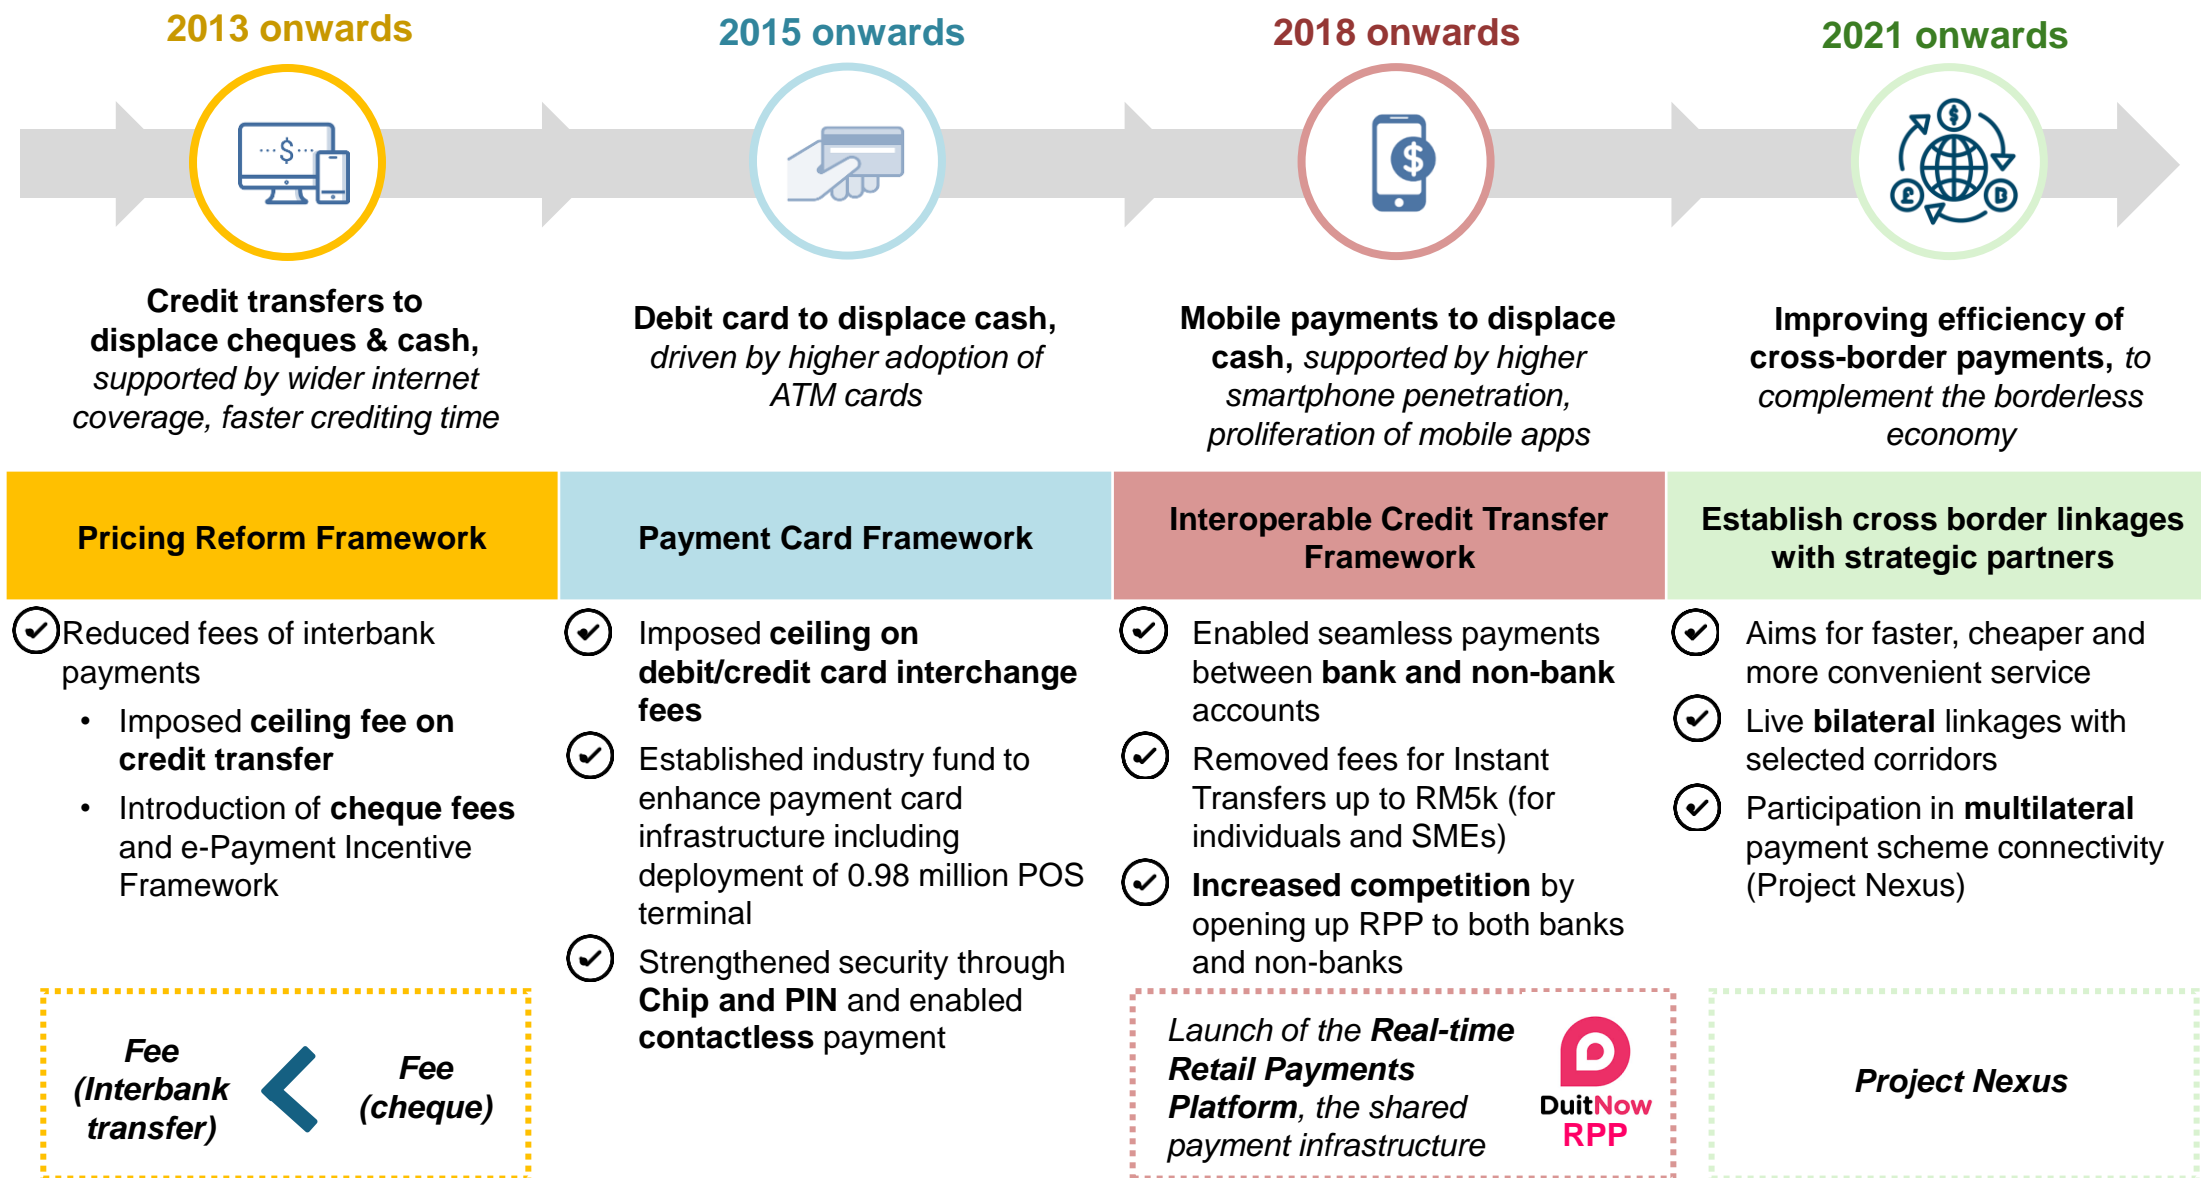 2013 onwards
2015 onwards
2018 onwards
2021 onwards
Credit transfers to
displace cheques & cash,
supported by wider internet
coverage, faster crediting time
Debit card to displace cash,
driven by higher adoption of
ATM cards
Mobile payments to displace
cash, supported by higher
smartphone penetration,
proliferation of mobile apps
Improving efficiency of
cross-border payments, to
complement the borderless
economy
Pricing Reform Framework
Payment Card Framework
Interoperable Credit Transfer
Framework
Establish cross border linkages
with strategic partners
Reduced fees of interbank
payments
• Imposed ceiling fee on
credit transfer
• Introduction of cheque fees
and e-Payment Incentive
Framework
Fee
(Interbank
transfer)
Fee
(cheque)
Imposed ceiling on
debit/credit card interchange
fees
Established industry fund to
enhance payment card
infrastructure including
deployment of 0.98 million POS
terminal
Strengthened security through
Chip and PIN and enabled
contactless payment
Enabled seamless payments
between bank and non-bank
accounts
Removed fees for Instant
Transfers up to RM5k (for
individuals and SMEs)
Increased competition by
opening up RPP to both banks
and non-banks
Launch of the Real-time
Retail Payments
Platform, the shared
payment infrastructure
DuitNow
RPP
Aims for faster, cheaper and
more convenient service
Live bilateral linkages with
selected corridors
Participation in multilateral
payment scheme connectivity
(Project Nexus)
Project Nexus